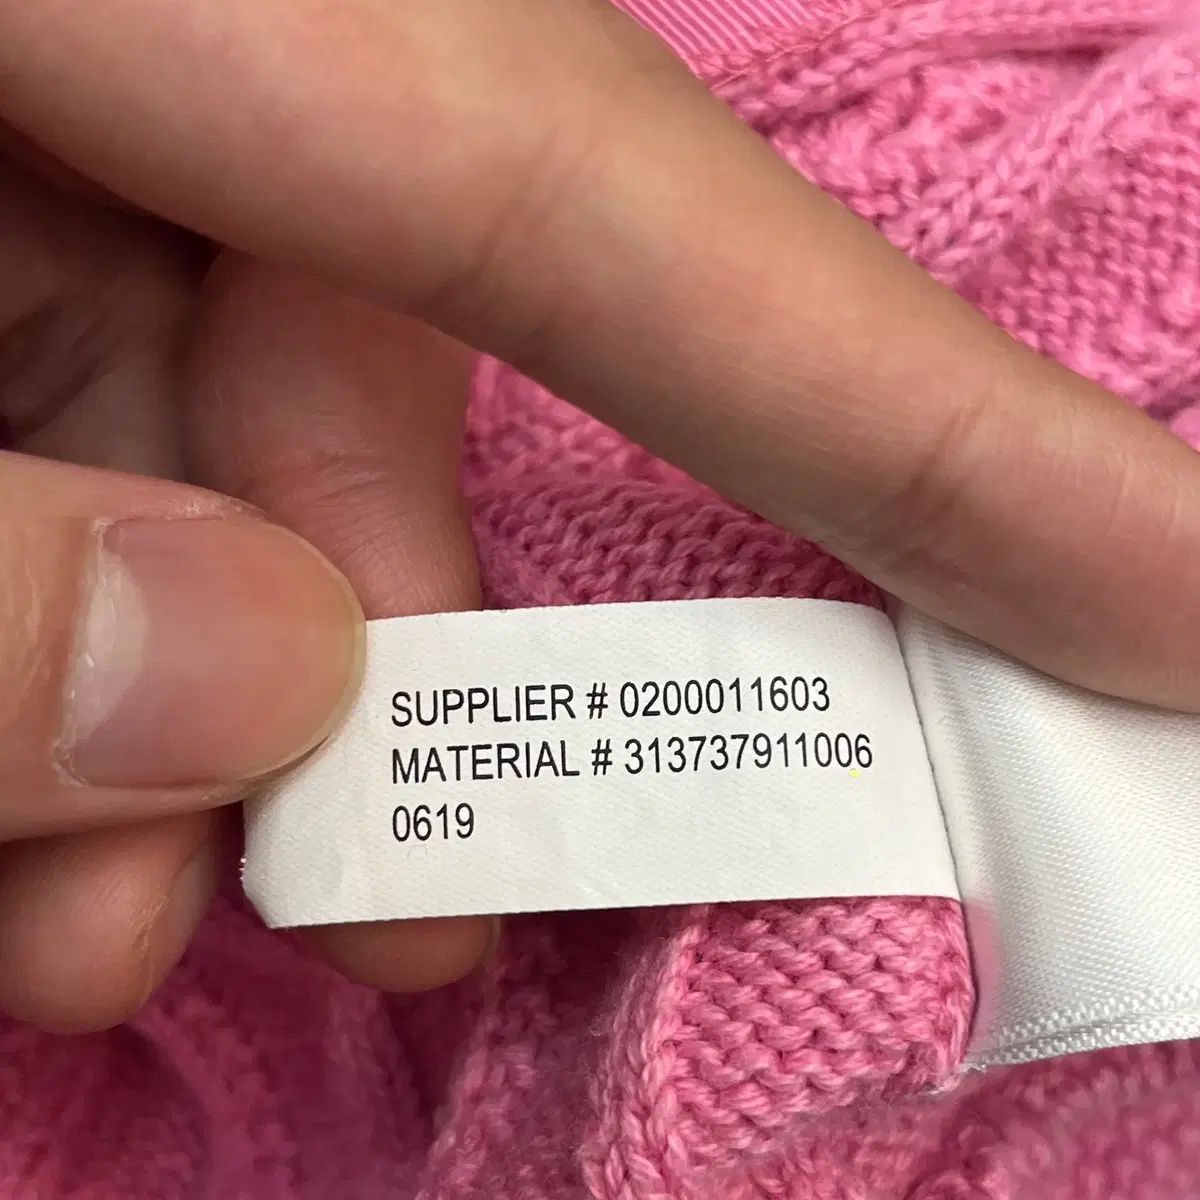 SUPPLIER # 0200011603
MATERIAL # 313737911006
0619